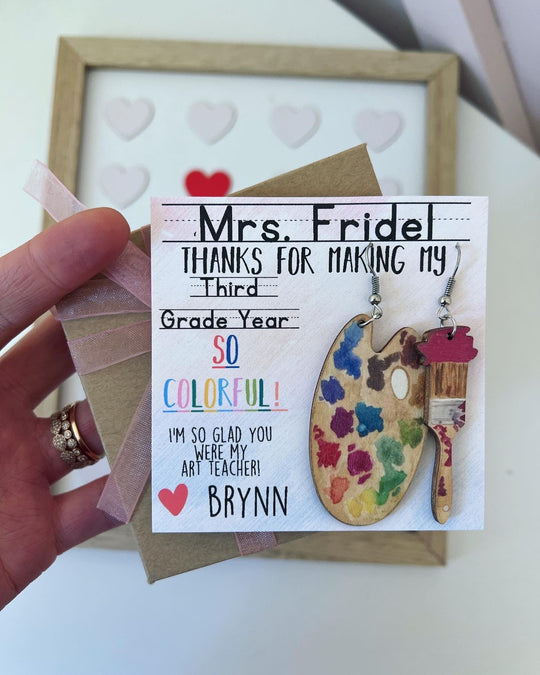 Mrs. Fridel
THANKS FOR MAKING MY
Third
Grade Year
SO
COLORFUL!
I'M SO GLAD YOU
WERE MY
ART TEACHER!
BRYNN